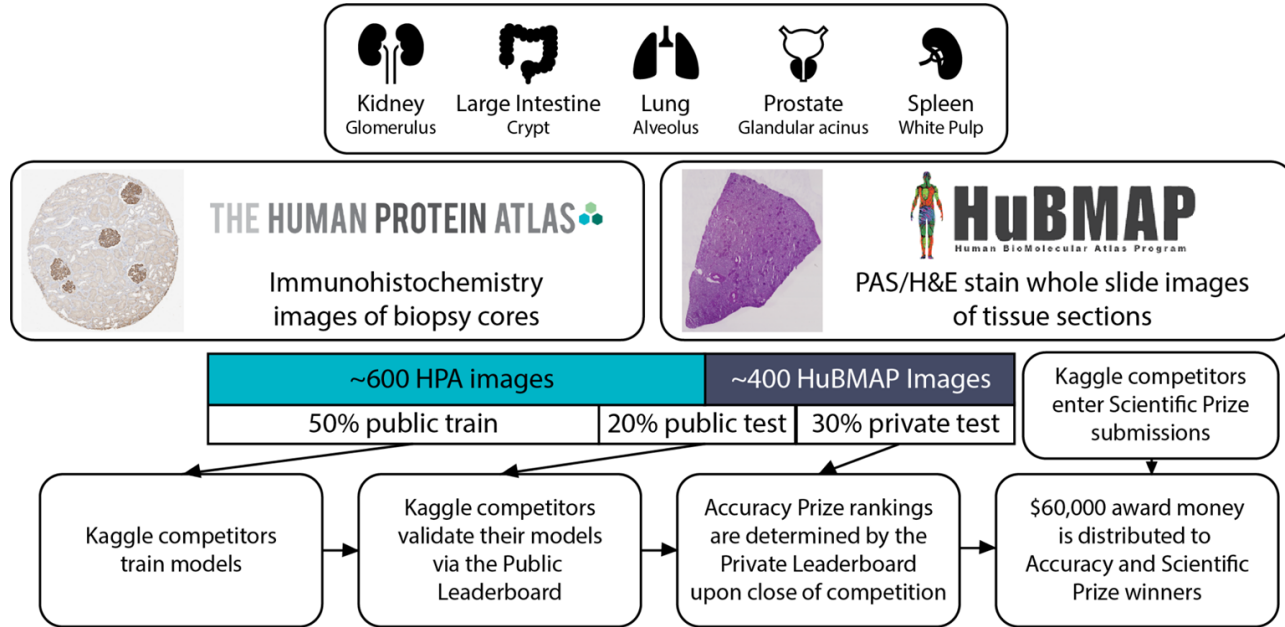 Kidney
Glomerulus
Large Intestine
Crypt
Lung
Alveolus
Prostate
Glandular acinus
Spleen
White Pulp
THE HUMAN PROTEIN ATLAS
Immunohistochemistry
images of biopsy cores
HuBMAP
Human BioMolecular Atlas Program
PAS/H&E stain whole slide images
of tissue sections
~600 HPA images
~400 HuBMAP Images
50% public train
20% public test
30% private test
Kaggle competitors
enter Scientific Prize
submissions
Kaggle competitors
train models
Kaggle competitors
validate their models
via the Public
Leaderboard
Accuracy Prize rankings
are determined by the
Private Leaderboard
upon close of competition
$60,000 award money
is distributed to
Accuracy and Scientific
Prize winners